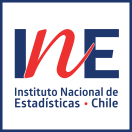 INE
Instituto Nacional de
Estadísticas • Chile